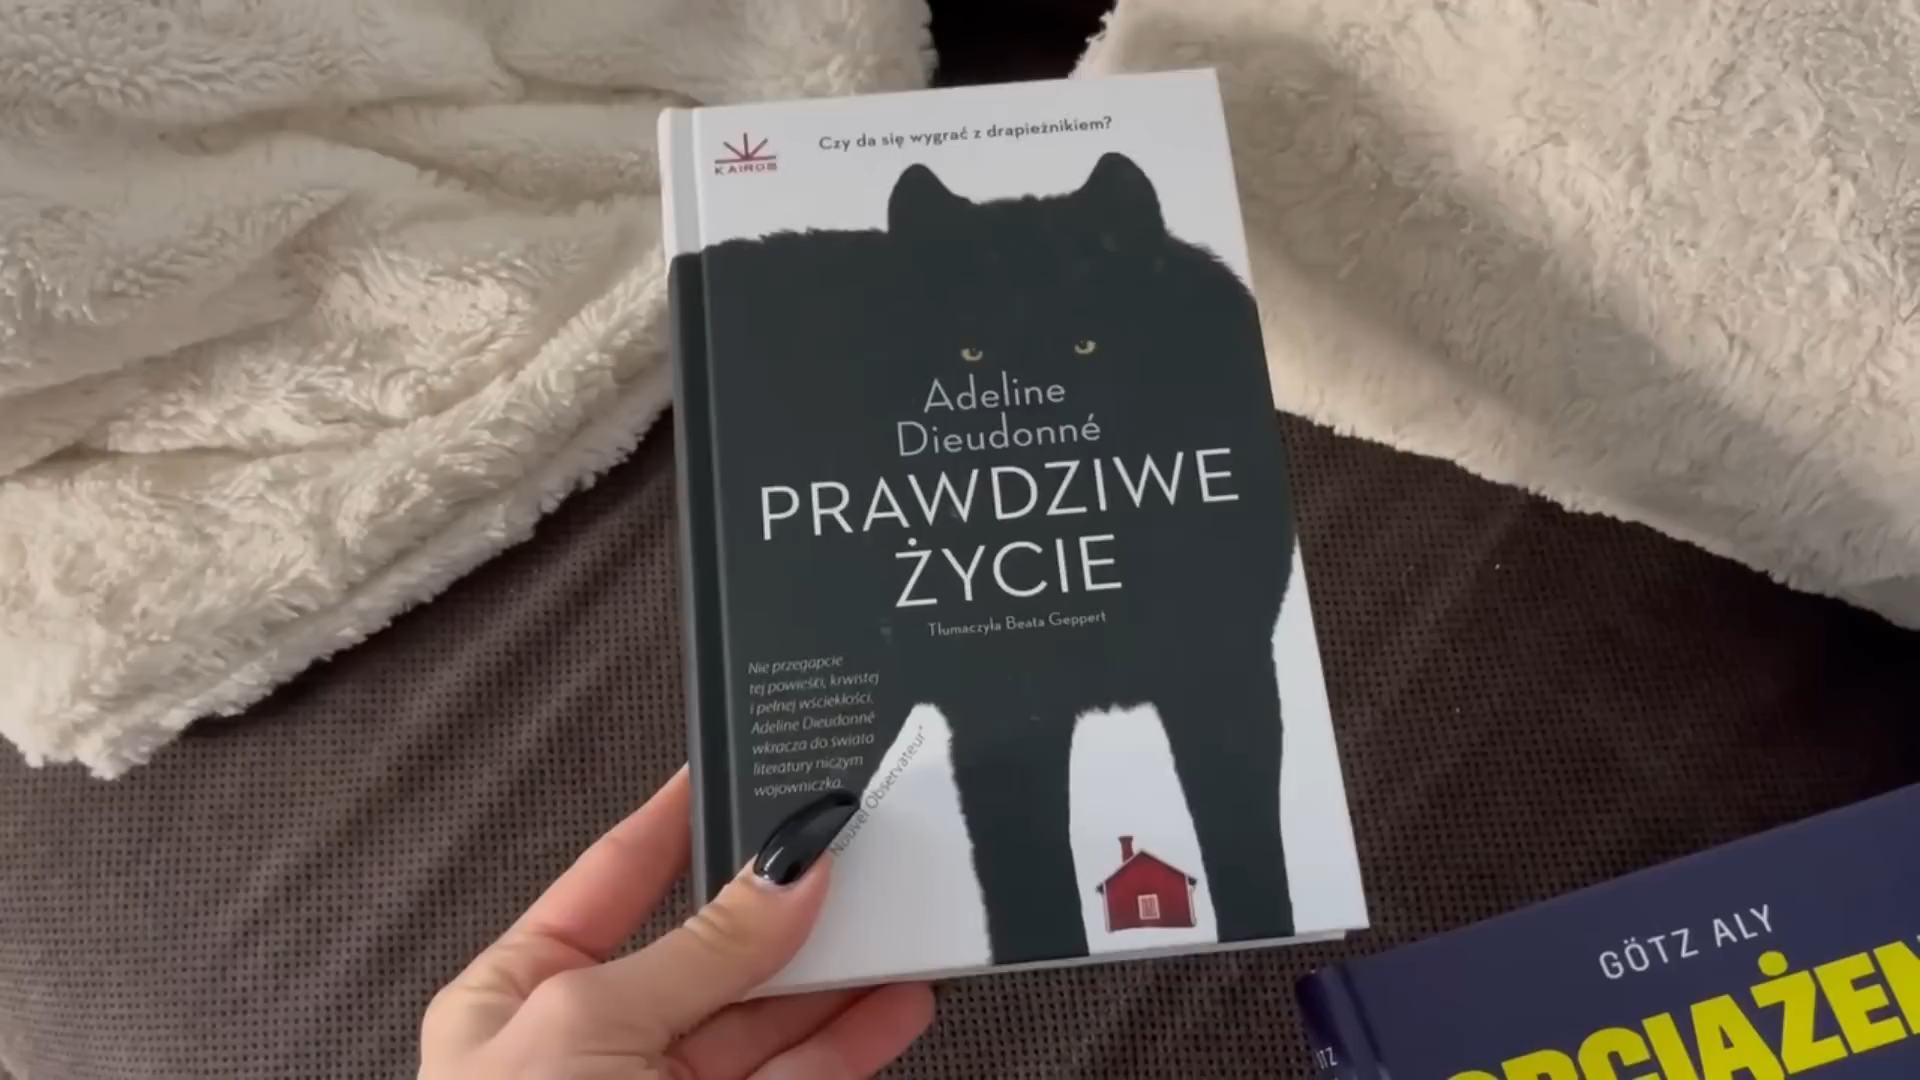 Czy da się wygrać z drapieżnikiem?
KAIROS
Adeline
Dieudonné
PRAWDZIWE
ŻYCIE
Tłumaczyła Beata Geppert
Nie przegapcie
tej powieści, krwistej
i pełnej wściekłości.
Adeline Dieudonné
wkracza do świata
literatury niczym
wojowniczka.
Nouvel Observateur"
GÖTZ ALY
BCIĄŻEN